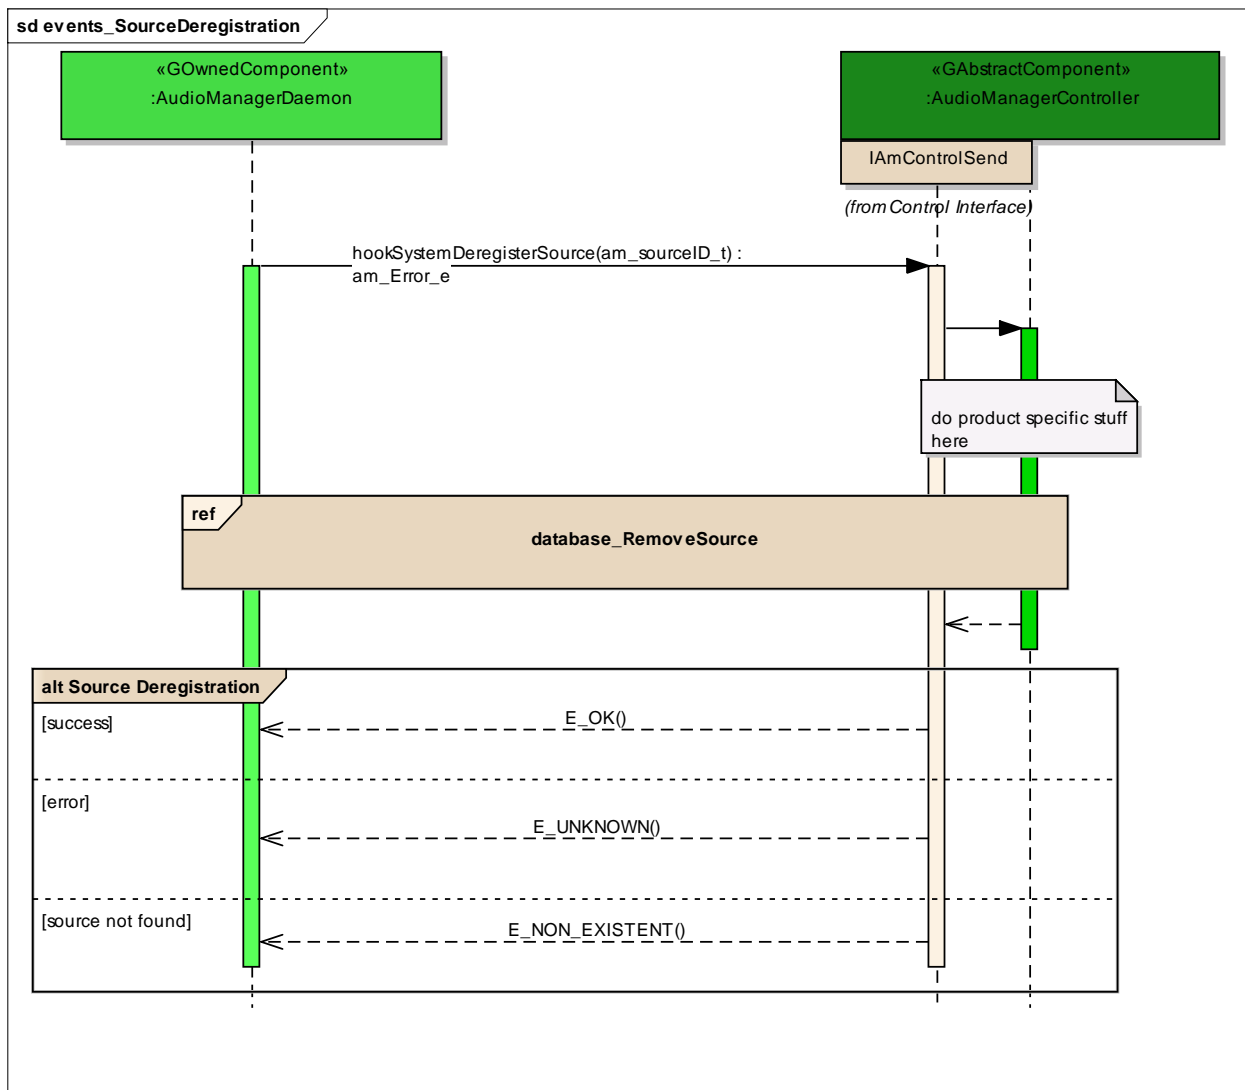 sd events_SourceDeregistration
«GOwnedComponent»
:AudioManagerDaemon
«GAbstractComponent»
:AudioManagerController
IAmControlSend
(from Control Interface)
hookSystemDeregisterSource(am_sourceID_t) :
am_Error_e
do product specific stuff
here
ref
database_RemoveSource
alt Source Deregistration
[success]
E_OK()
[error]
E_UNKNOWN()
[source not found]
E_NON_EXISTENT()